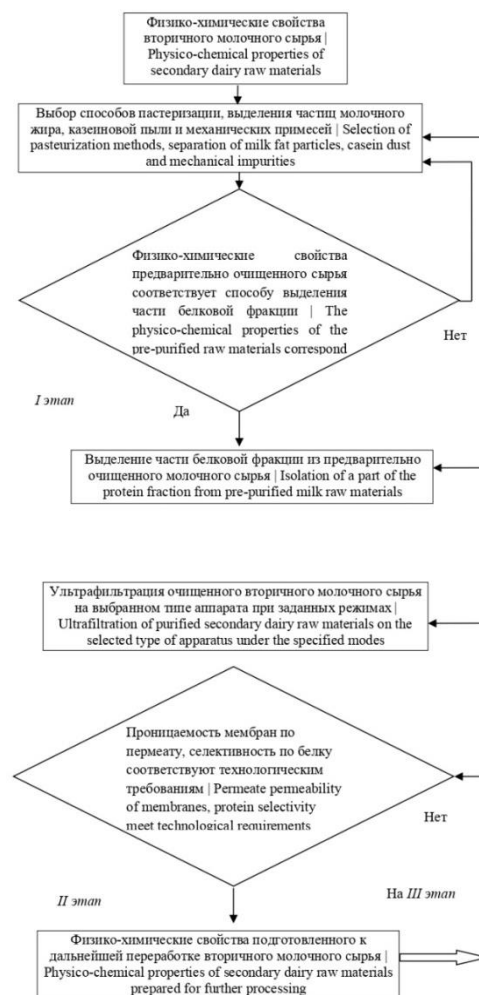 Физико-химические свойства
вторичного молочного сырья |
Physico-chemical properties of
secondary dairy raw materials
Выбор способов пастеризации, выделения частиц молочного
жира, казеиновой пыли и механических примесей | Selection of
pasteurization methods, separation of milk fat particles, casein dust
and mechanical impurities
Физико-химические свойства
предварительно очищенного сырья
соответствует способу выделения
части белковой фракции | The
physico-chemical properties of the
pre-purified raw materials correspond
Нет
I этап
Да
Выделение части белковой фракции из предварительно
очищенного молочного сырья | Isolation of a part of the
protein fraction from pre-purified milk raw materials
Ультрафильтрация очищенного вторичного молочного сырья
на выбранном типе аппарата при заданных режимах |
Ultrafiltration of purified secondary dairy raw materials on the
selected type of apparatus under the specified modes
Проницаемость мембран по
пермеату, селективность по белку
соответствуют технологическим
требованиям | Permeate permeability
of membranes, protein selectivity
meet technological requirements
Нет
II этап
На III этап
Физико-химические свойства подготовленного к
дальнейшей переработке вторичного молочного сырья |
Physico-chemical properties of secondary dairy raw materials
prepared for further processing